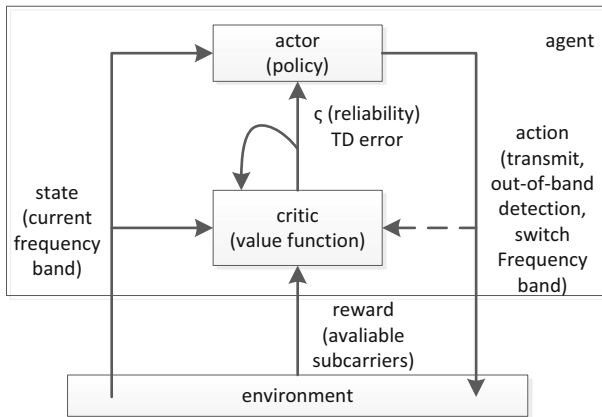 actor
(policy)
agent
ς (reliability)
TD error
action
(transmit,
out-of-band
detection,
switch
Frequency
band)
state
(current
frequency
band)
critic
(value function)
reward
(avaliable
subcarriers)
environment